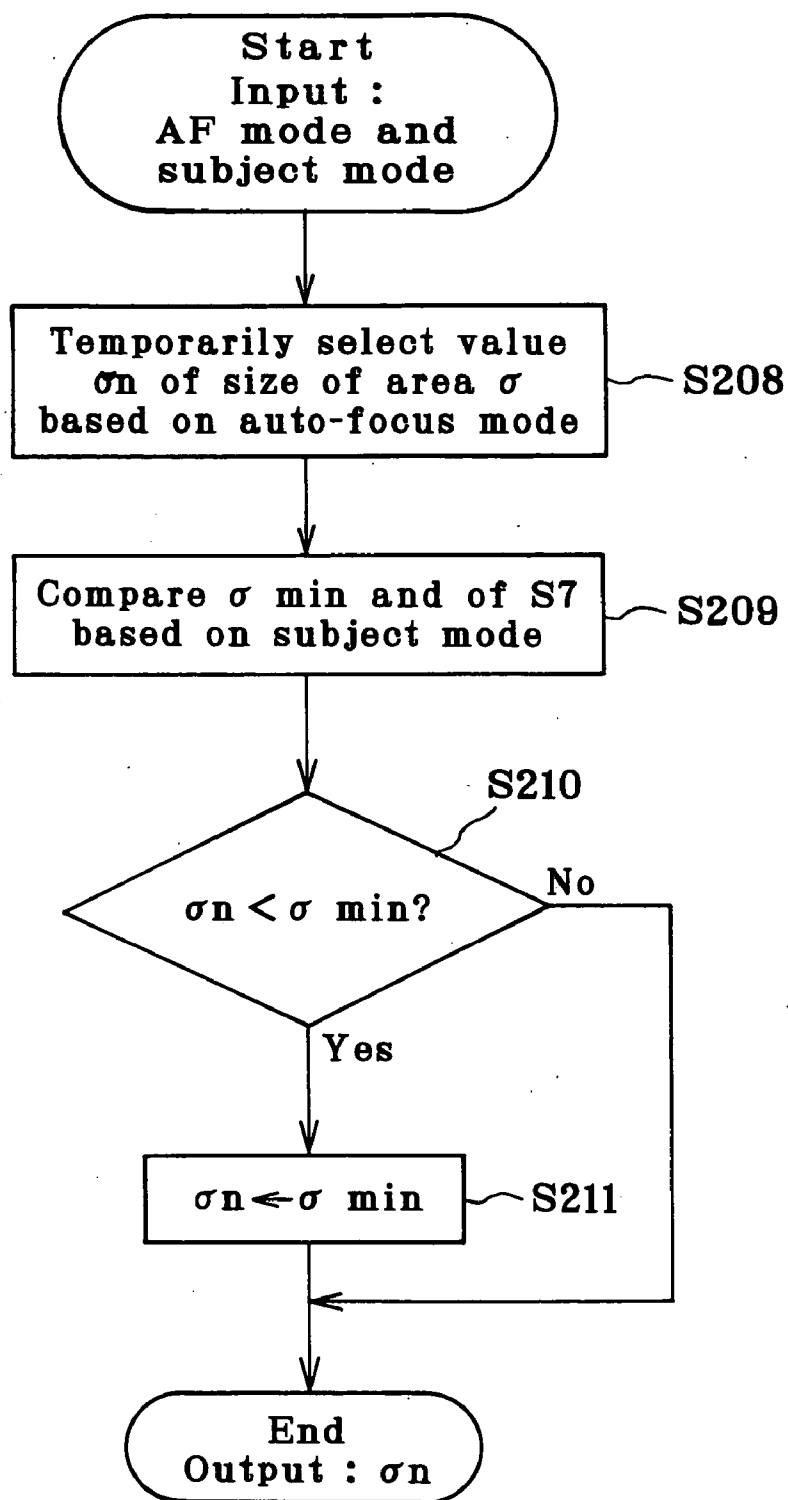 Start
Input :
AF mode and
subject mode
Temporarily select value
σn of size of area σ
based on auto-focus mode
S208
Compare σ min and of S7
based on subject mode
S209
S210
σn < σ min?
No
Yes
σn ← σ min
S211
End
Output : σn